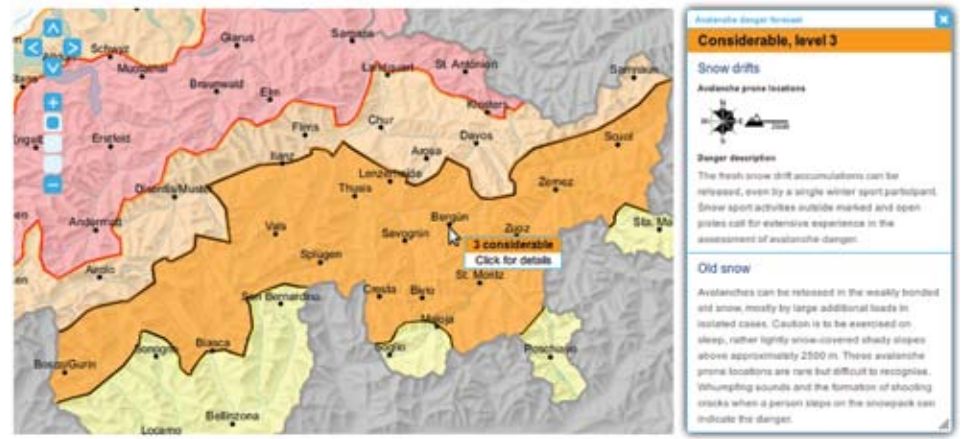 Schwyz
Glarus
Samspa
Muotathal
Landquart
St. Antönien
Samnaun
Braunwald
Elm
Klosters
Engelb
Erstfeld
Flims
Chur
Davos
Scuol
Ilanz
Arosa
Disentis/Muster
Lenzerheide
Thusis
Zernez
Andermatt
Vals
Bergün
Savognin
Zuoz
Sta. Ma
3 considerable
Click for details
Splügen
Airolo
St. Moritz
San Bernardino
Cresta
Bivio
Maloja
Sonogno
Biasca
Soglio
Poschiavo
Bosco/Gurin
Bellinzona
Locarno
Avalanche danger forecast
Considerable, level 3
Snow drifts
Avalanche prone locations
N
Danger description
The fresh snow drift accumulations can be
released, even by a single winter sport participant.
Snow sport activities outside marked and open
pistes call for extensive experience in the
assessment of avalanche danger.
Old snow
Avalanches can be released in the weakly bonded
old snow, mostly by large additional loads in
isolated cases. Caution is to be exercised on
steep, rather lightly snow-covered shady slopes
above approximately 2500 m. These avalanche
prone locations are rare but difficult to recognise.
Whumpfing sounds and the formation of shooting
cracks when a person steps on the snowpack can
indicate the danger.